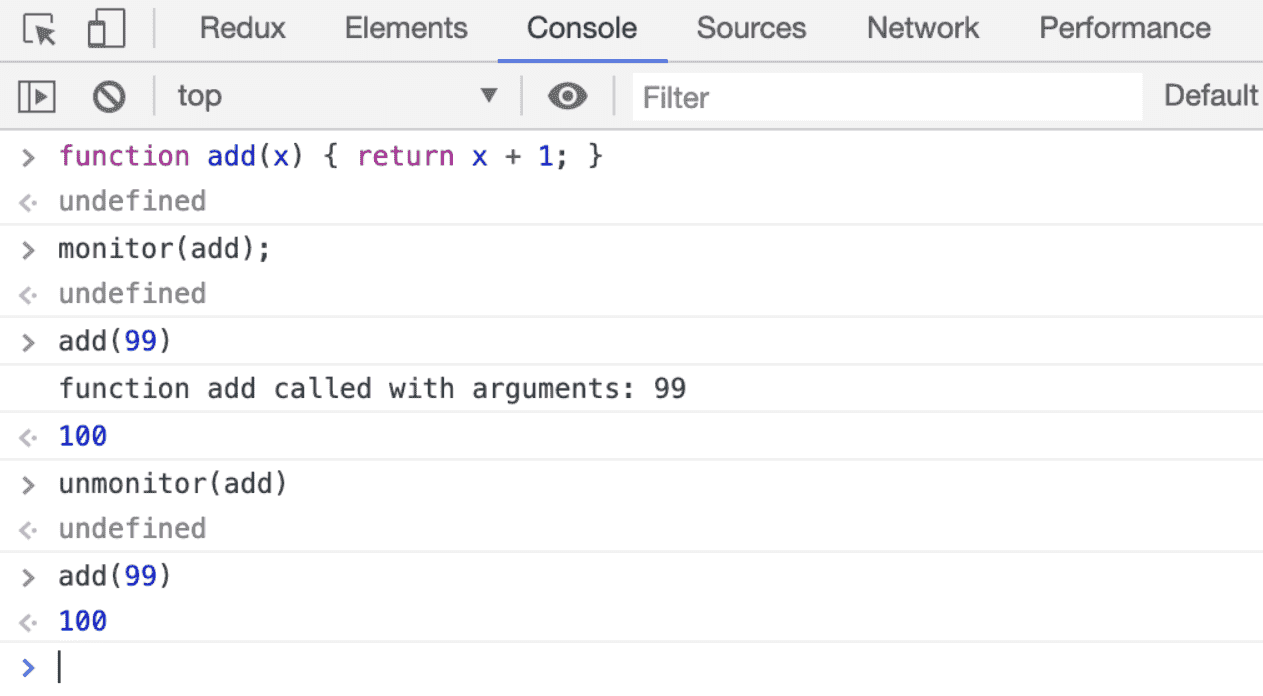 Redux Elements Console Sources Network Performance
top Filter Default
function add(x) { return x + 1; }
undefined
monitor(add);
undefined
add(99)
function add called with arguments: 99
100
unmonitor(add)
undefined
add(99)
100